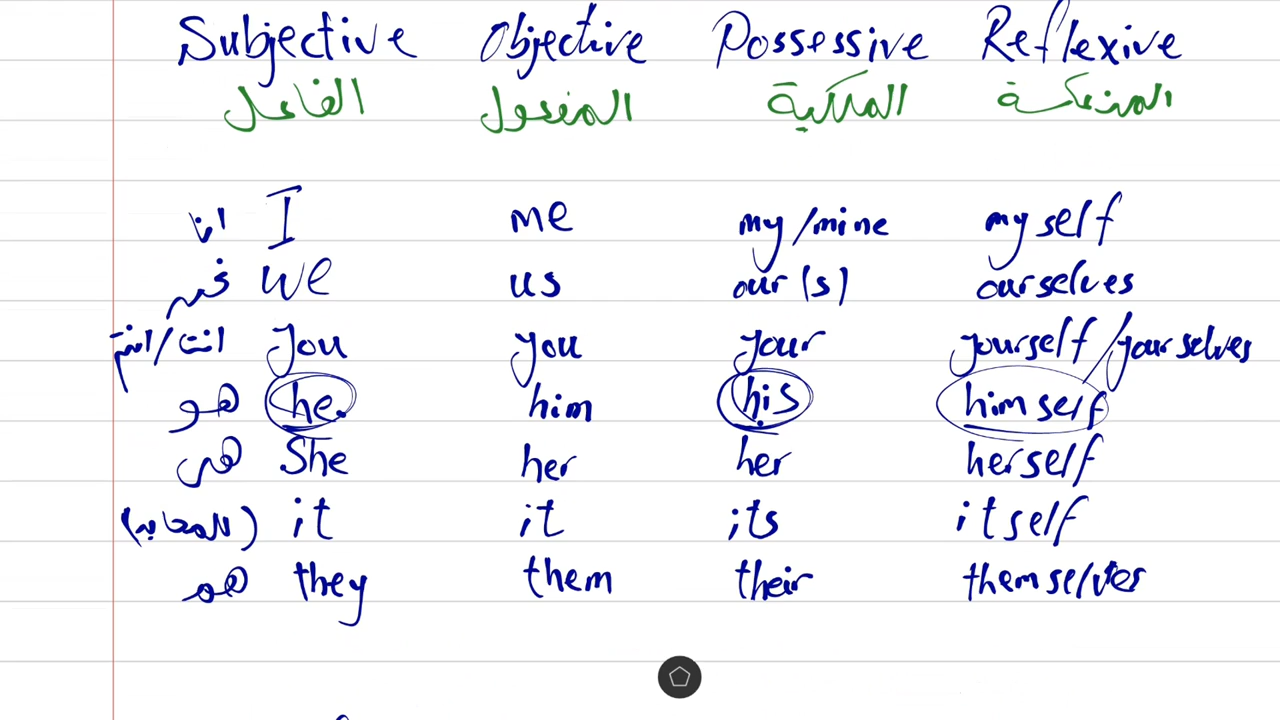 Subjective Objective Possessive Reflexive
الفاعل المفعول الملكية المنعكسة
انا I me my/mine myself
نحن we us our(s) ourselves
انت/انتم you you your yourself/yourselves
هو he him his himself
هي She her her herself
it it its itself
they them their themselves